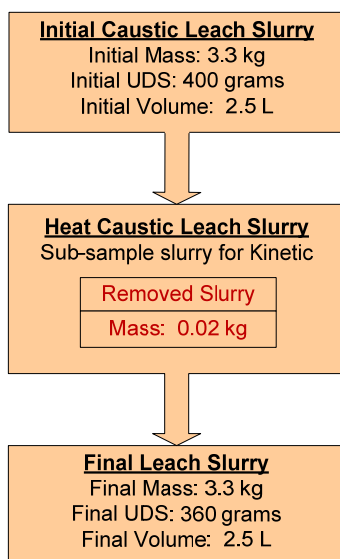 Initial Caustic Leach Slurry
Initial Mass: 3.3 kg
Initial UDS: 400 grams
Initial Volume: 2.5 L
Heat Caustic Leach Slurry
Sub-sample slurry for Kinetic
Removed Slurry
Mass: 0.02 kg
Final Leach Slurry
Final Mass: 3.3 kg
Final UDS: 360 grams
Final Volume: 2.5 L